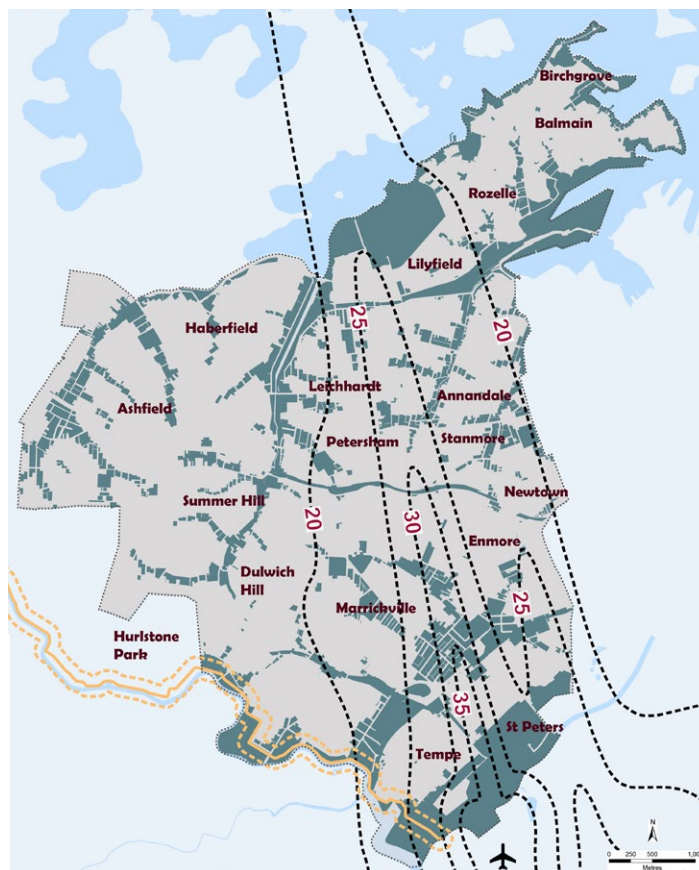 Birchgrove
Balmain
Rozelle
Lilyfield
25
20
Haberfield
Leichhardt
Annandale
Ashfield
Petersham
Stanmore
Summer Hill
Newtown
20
30
Enmore
Dulwich
Hill
25
Marrickville
Hurlstone
Park
35
St Peters
Tempe
N
0 250 500 1,00
Metres